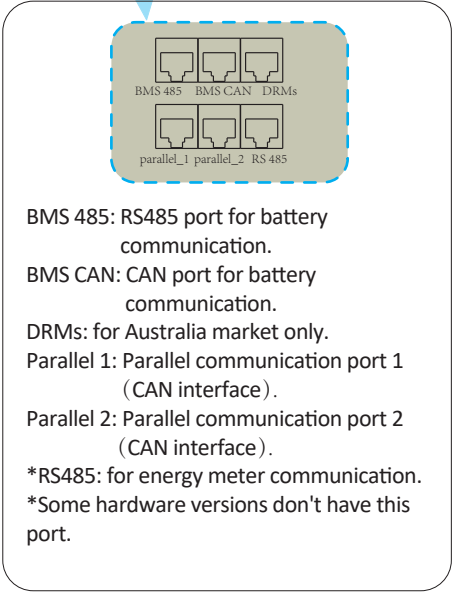 BMS 485 BMS CAN DRMs
parallel_1 parallel_2 RS 485
BMS 485: RS485 port for battery
communication.
BMS CAN: CAN port for battery
communication.
DRMs: for Australia market only.
Parallel 1: Parallel communication port 1
（CAN interface）.
Parallel 2: Parallel communication port 2
（CAN interface）.
*RS485: for energy meter communication.
*Some hardware versions don't have this
port.